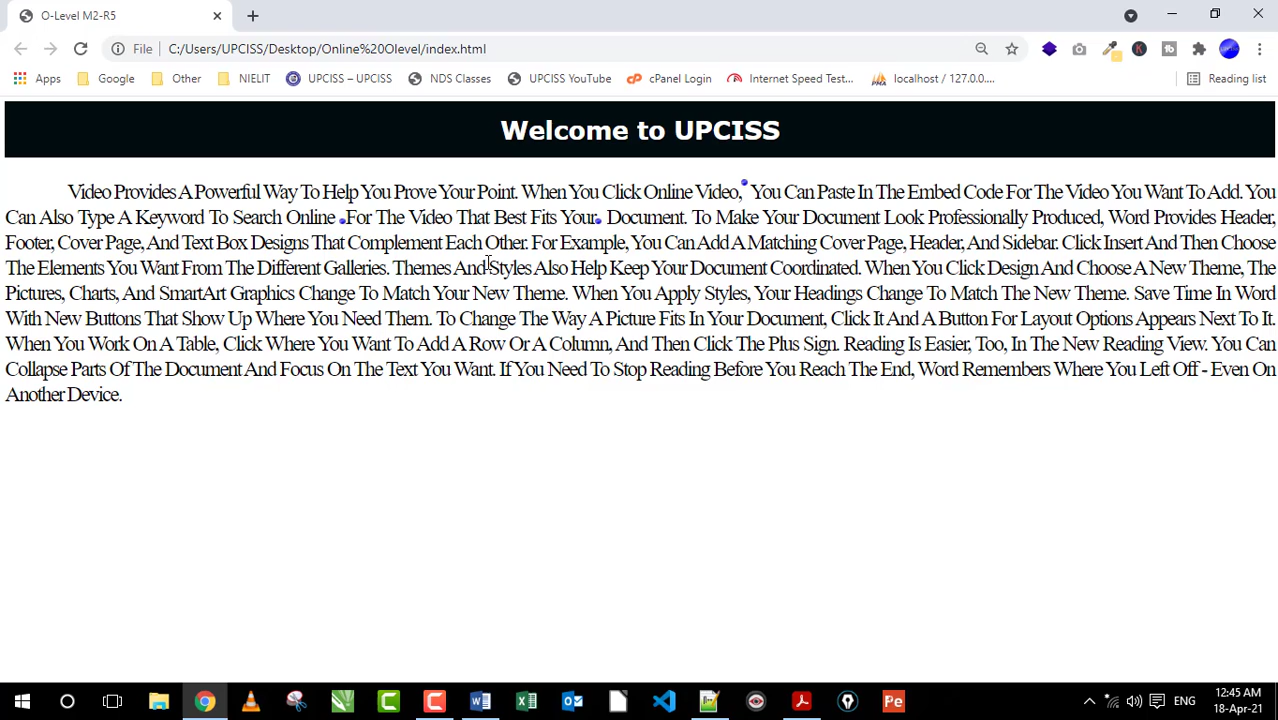 O-Level M2-R5
File C:/Users/UPCISS/Desktop/Online%20Olevel/index.html
Apps Google Other NIELIT UPCISS – UPCISS NDS Classes UPCISS YouTube cPanel Login Internet Speed Test... localhost / 127.0.0.... Reading list
Welcome to UPCISS
Video Provides A Powerful Way To Help You Prove Your Point. When You Click Online Video, You Can Paste In The Embed Code For The Video You Want To Add. You
Can Also Type A Keyword To Search Online For The Video That Best Fits Your Document. To Make Your Document Look Professionally Produced, Word Provides Header,
Footer, Cover Page, And Text Box Designs That Complement Each Other. For Example, You Can Add A Matching Cover Page, Header, And Sidebar. Click Insert And Then Choose
The Elements You Want From The Different Galleries. Themes And Styles Also Help Keep Your Document Coordinated. When You Click Design And Choose A New Theme, The
Pictures, Charts, And SmartArt Graphics Change To Match Your New Theme. When You Apply Styles, Your Headings Change To Match The New Theme. Save Time In Word
With New Buttons That Show Up Where You Need Them. To Change The Way A Picture Fits In Your Document, Click It And A Button For Layout Options Appears Next To It.
When You Work On A Table, Click Where You Want To Add A Row Or A Column, And Then Click The Plus Sign. Reading Is Easier, Too, In The New Reading View. You Can
Collapse Parts Of The Document And Focus On The Text You Want. If You Need To Stop Reading Before You Reach The End, Word Remembers Where You Left Off - Even On
Another Device.
ENG
12:45 AM
18-Apr-21